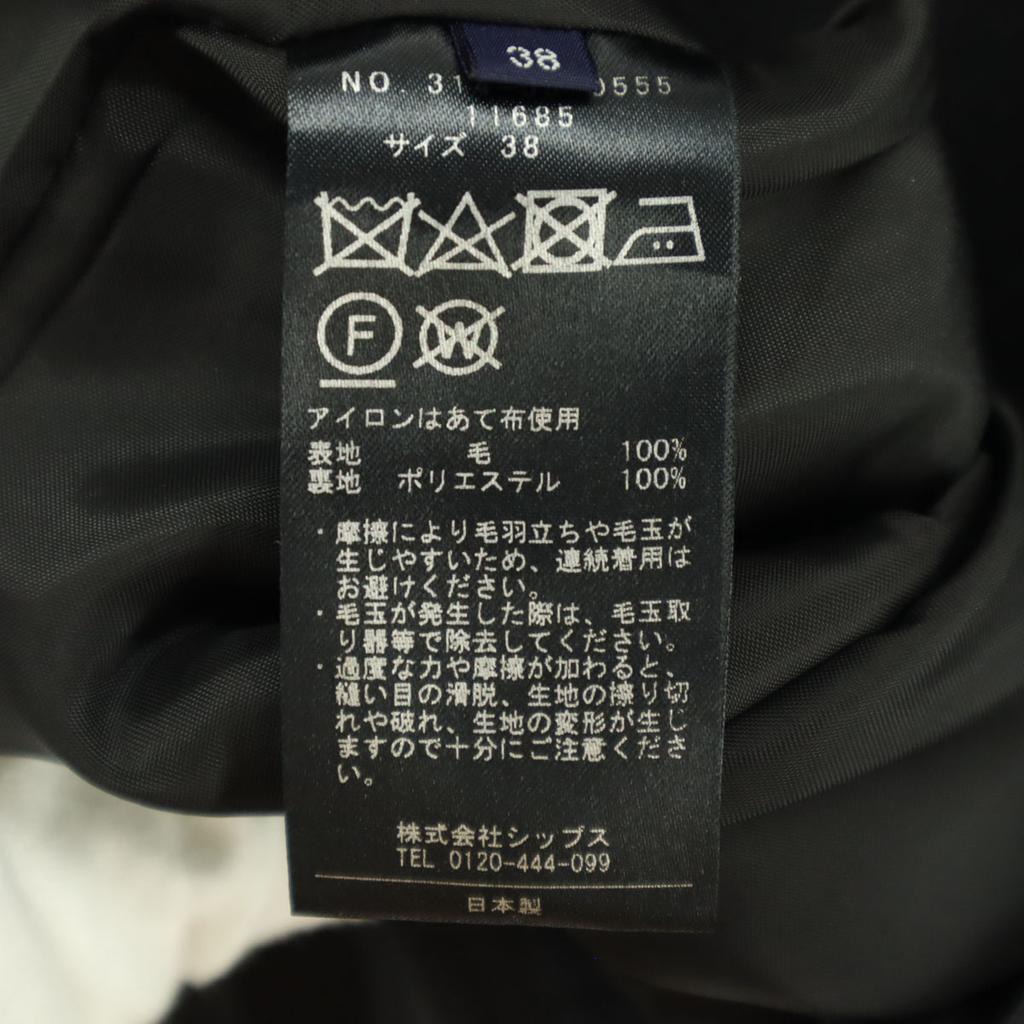 38
NO. 31 0555
11685
サイズ 38
F
W
アイロンはあて布使用
表地 毛 100%
裏地 ポリエステル 100%
・摩擦により毛羽立ちや毛玉が
生じやすいため、連続着用は
お避けください。
・毛玉が発生した際は、毛玉取
り器等で除去してください。
・過度な力や摩擦が加わると、
縫い目の滑脱、生地の擦り切
れや破れ、生地の変形が生じ
ますので十分にご注意くださ
い。
株式会社シップス
TEL 0120-444-099
日本製